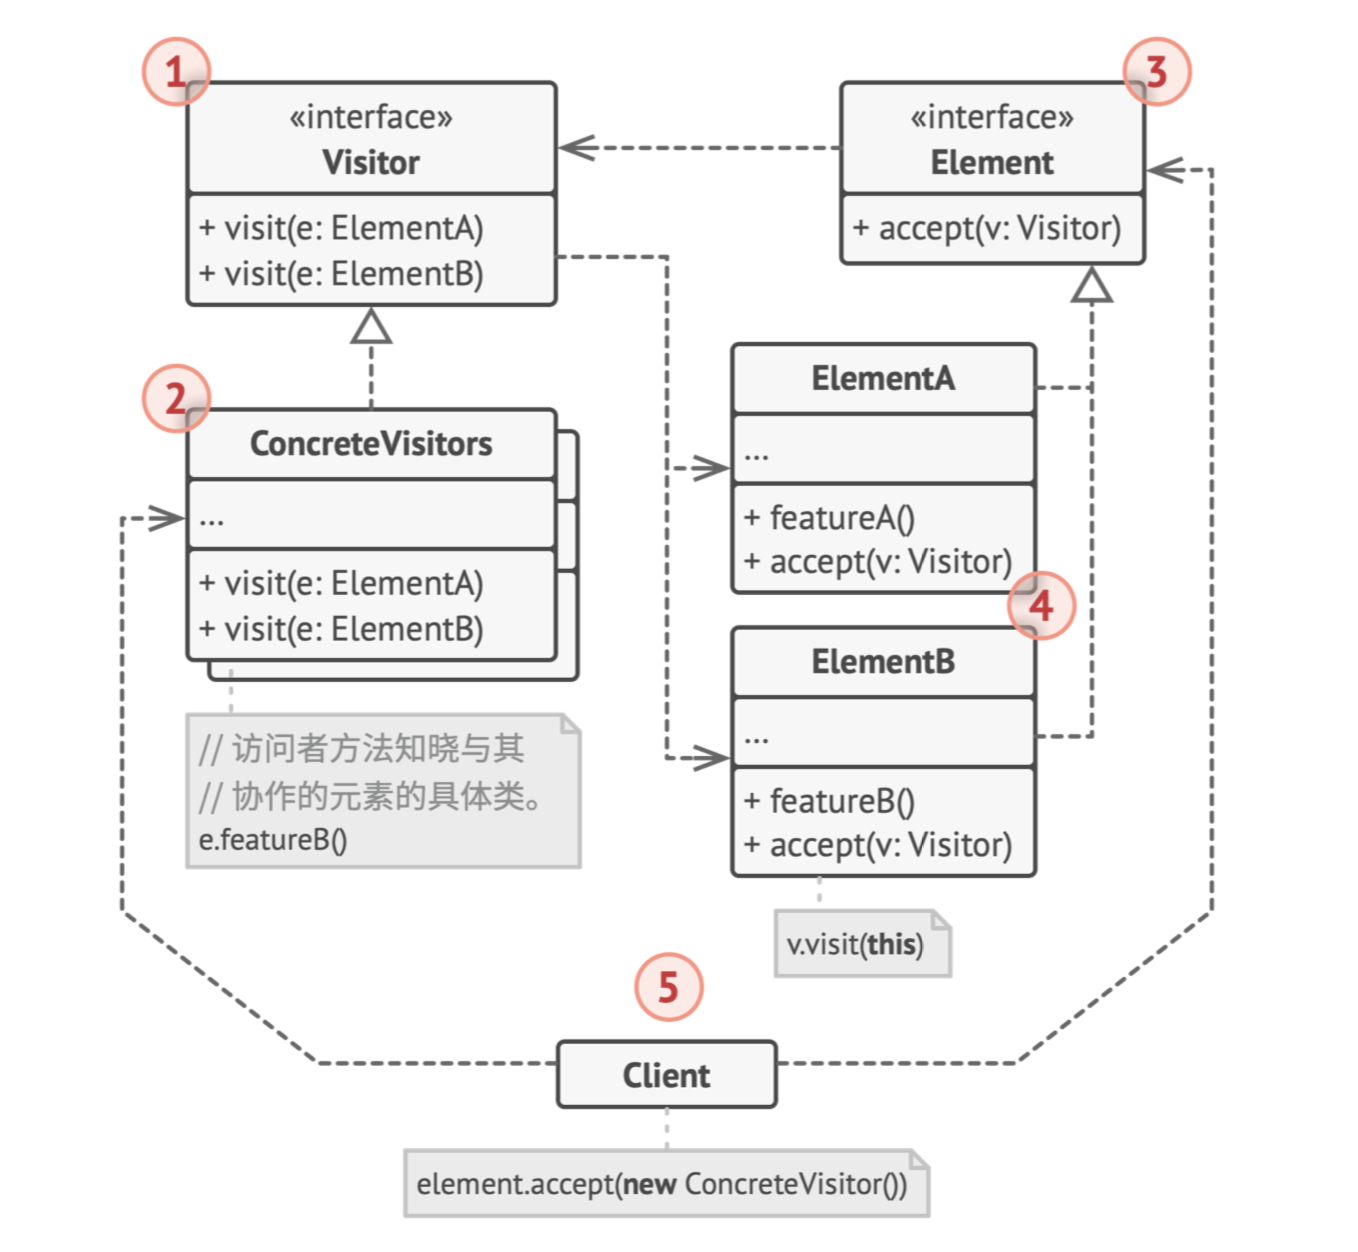 1
«interface»
Visitor
+ visit(e: ElementA)
+ visit(e: ElementB)
2
ConcreteVisitors
...
+ visit(e: ElementA)
+ visit(e: ElementB)
// 访问者方法知晓与其
// 协作的元素的具体类。
e.featureB()
3
«interface»
Element
+ accept(v: Visitor)
ElementA
...
+ featureA()
+ accept(v: Visitor)
4
ElementB
...
+ featureB()
+ accept(v: Visitor)
v.visit(this)
5
Client
element.accept(new ConcreteVisitor())